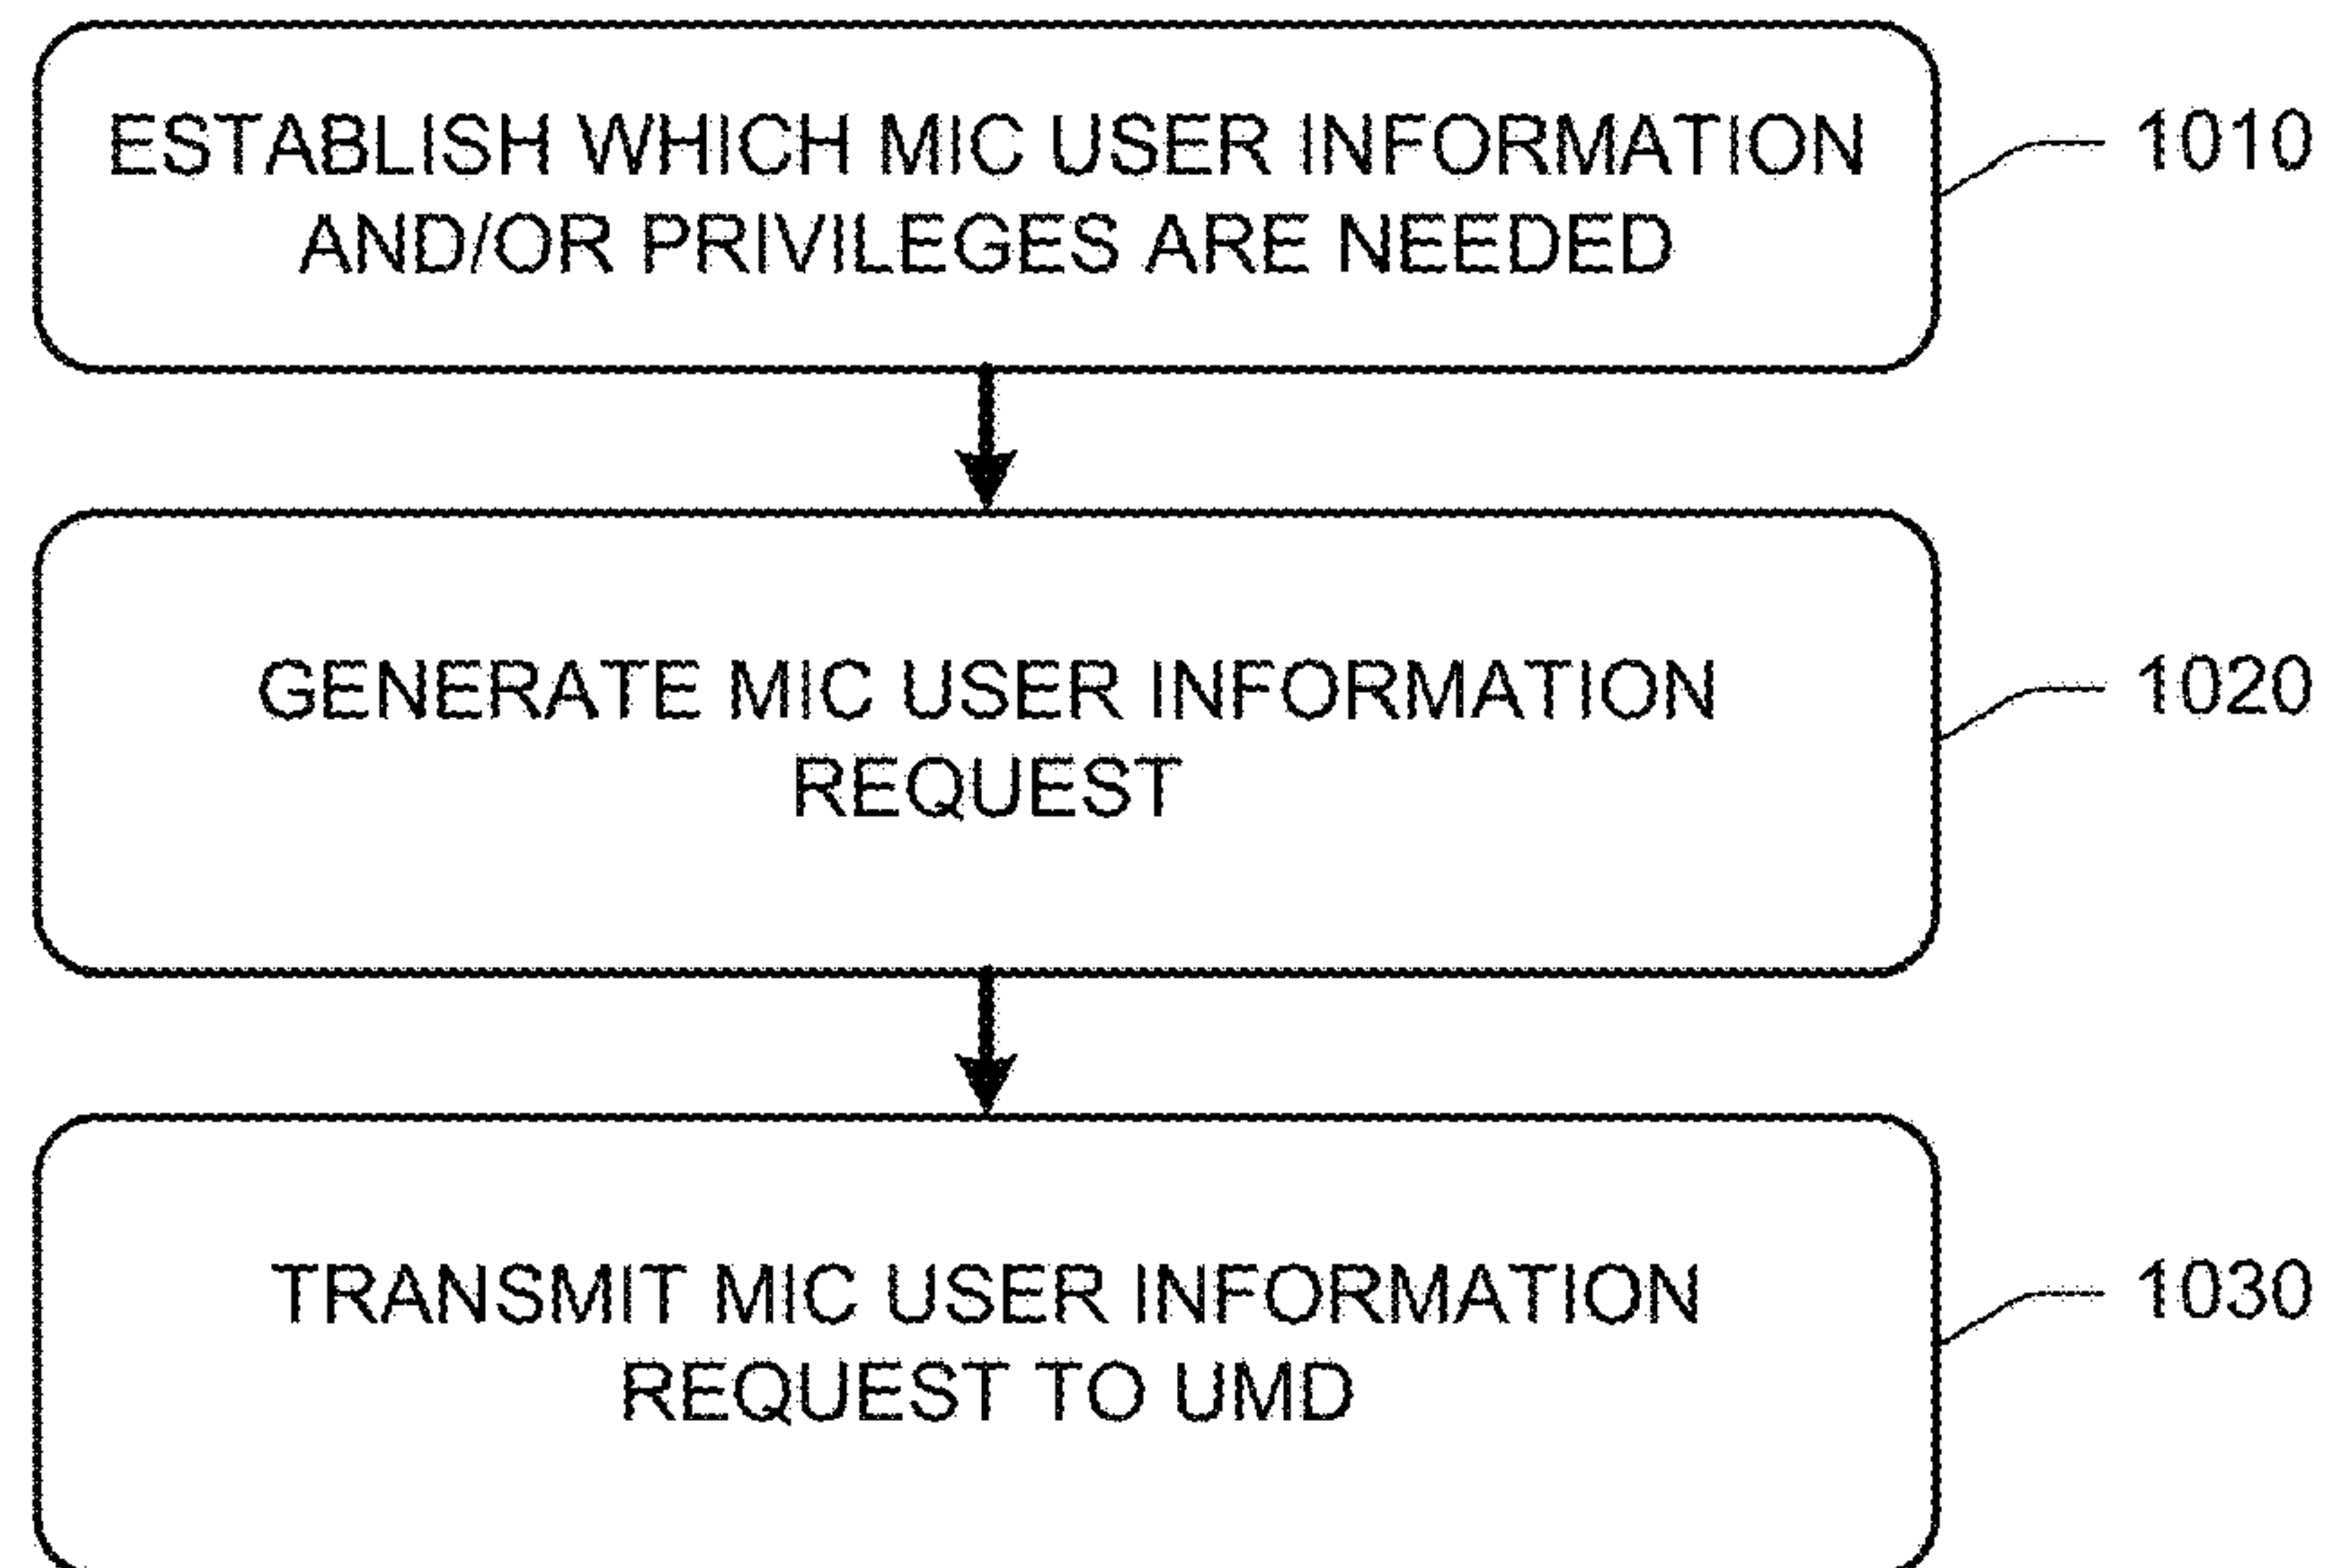 ESTABLISH WHICH MIC USER INFORMATION
AND/OR PRIVILEGES ARE NEEDED
1010
GENERATE MIC USER INFORMATION
REQUEST
1020
TRANSMIT MIC USER INFORMATION
REQUEST TO UMD
1030